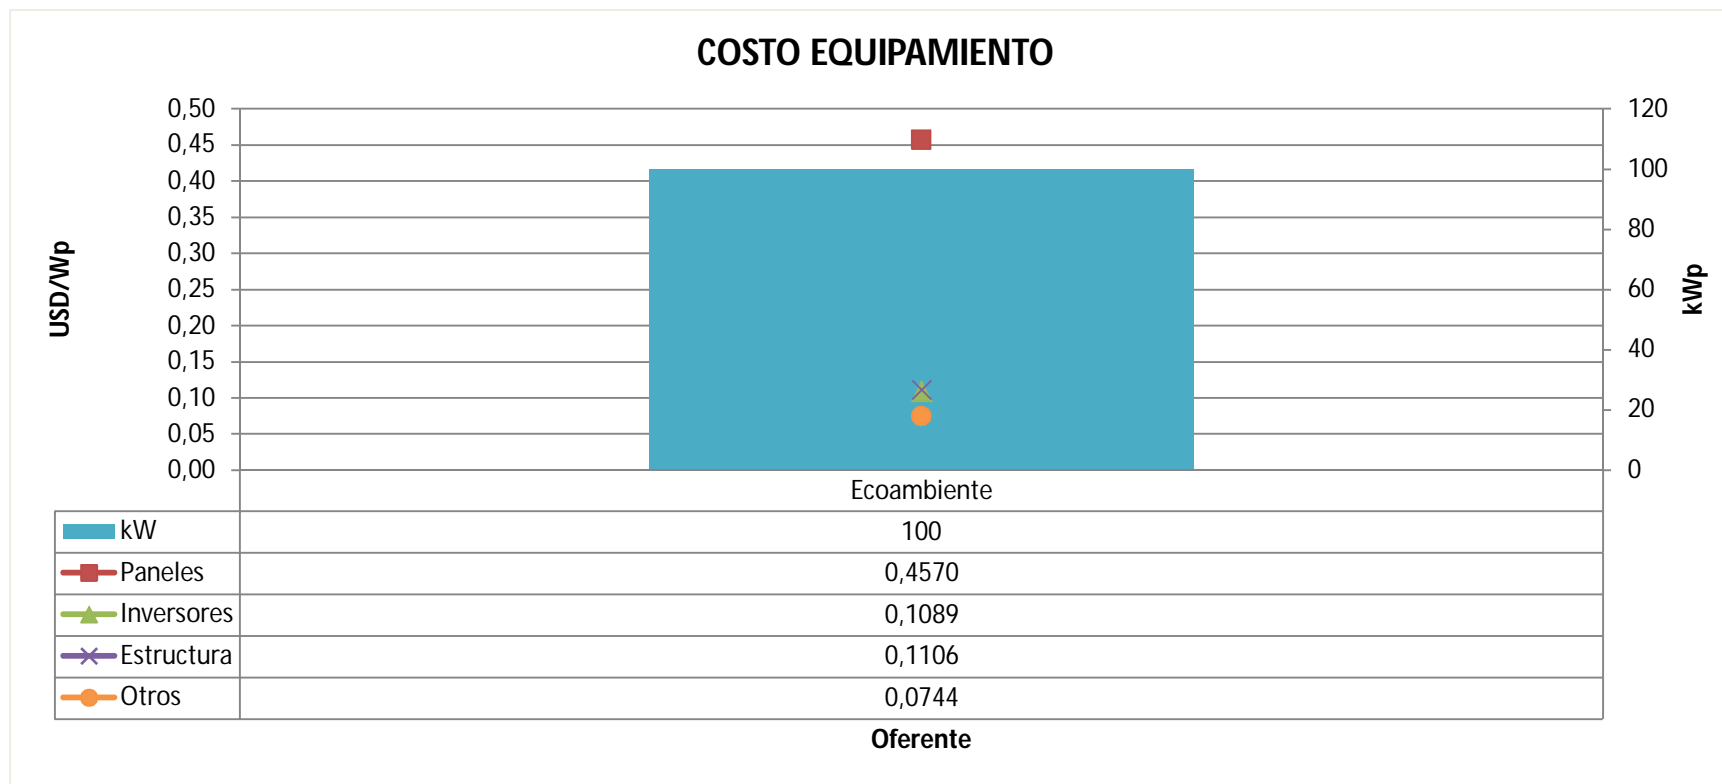 COSTO EQUIPAMIENTO
0,50
0,45
0,40
0,35
0,30
0,25
0,20
0,15
0,10
0,05
0,00
USD/Wp
120
100
80
60
40
20
0
kWp
Ecoambiente
kW 100
Paneles 0,4570
Inversores 0,1089
Estructura 0,1106
Otros 0,0744
Oferente